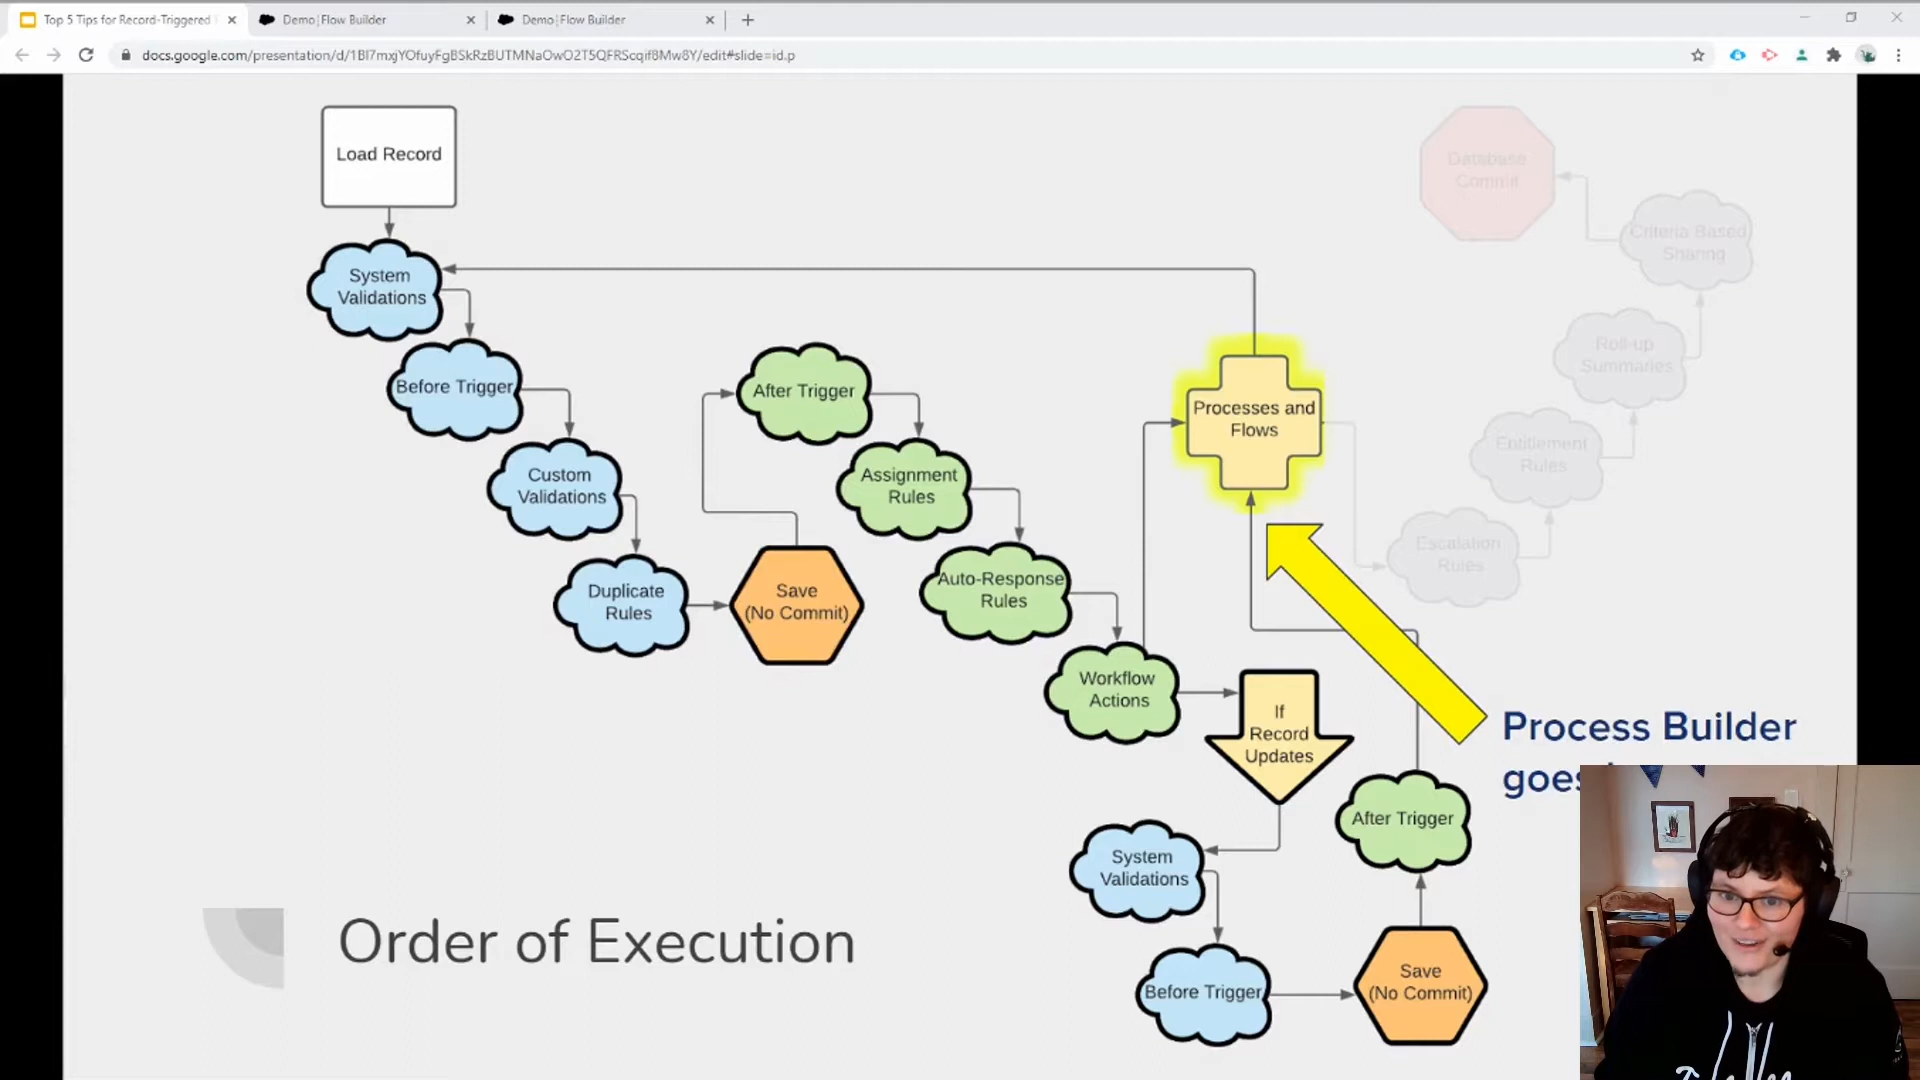 Top 5 Tips for Record-Triggered
Demo | Flow Builder
Demo | Flow Builder
docs.google.com/presentation/d/1Bl7mxjYOfuyFgBSkRzBUTMNaOwO2T5QFRScqif8Mw8Y/edit#slide=id.p
Load Record
System
Validations
Before Trigger
Custom
Validations
Duplicate
Rules
Save
(No Commit)
After Trigger
Assignment
Rules
Auto-Response
Rules
Workflow
Actions
If
Record
Updates
System
Validations
Before Trigger
Save
(No Commit)
After Trigger
Processes and
Flows
Escalation
Rules
Entitlement
Rules
Roll-up
Summaries
Criteria Based
Sharing
Database
Commit
Process Builder
goes
Order of Execution